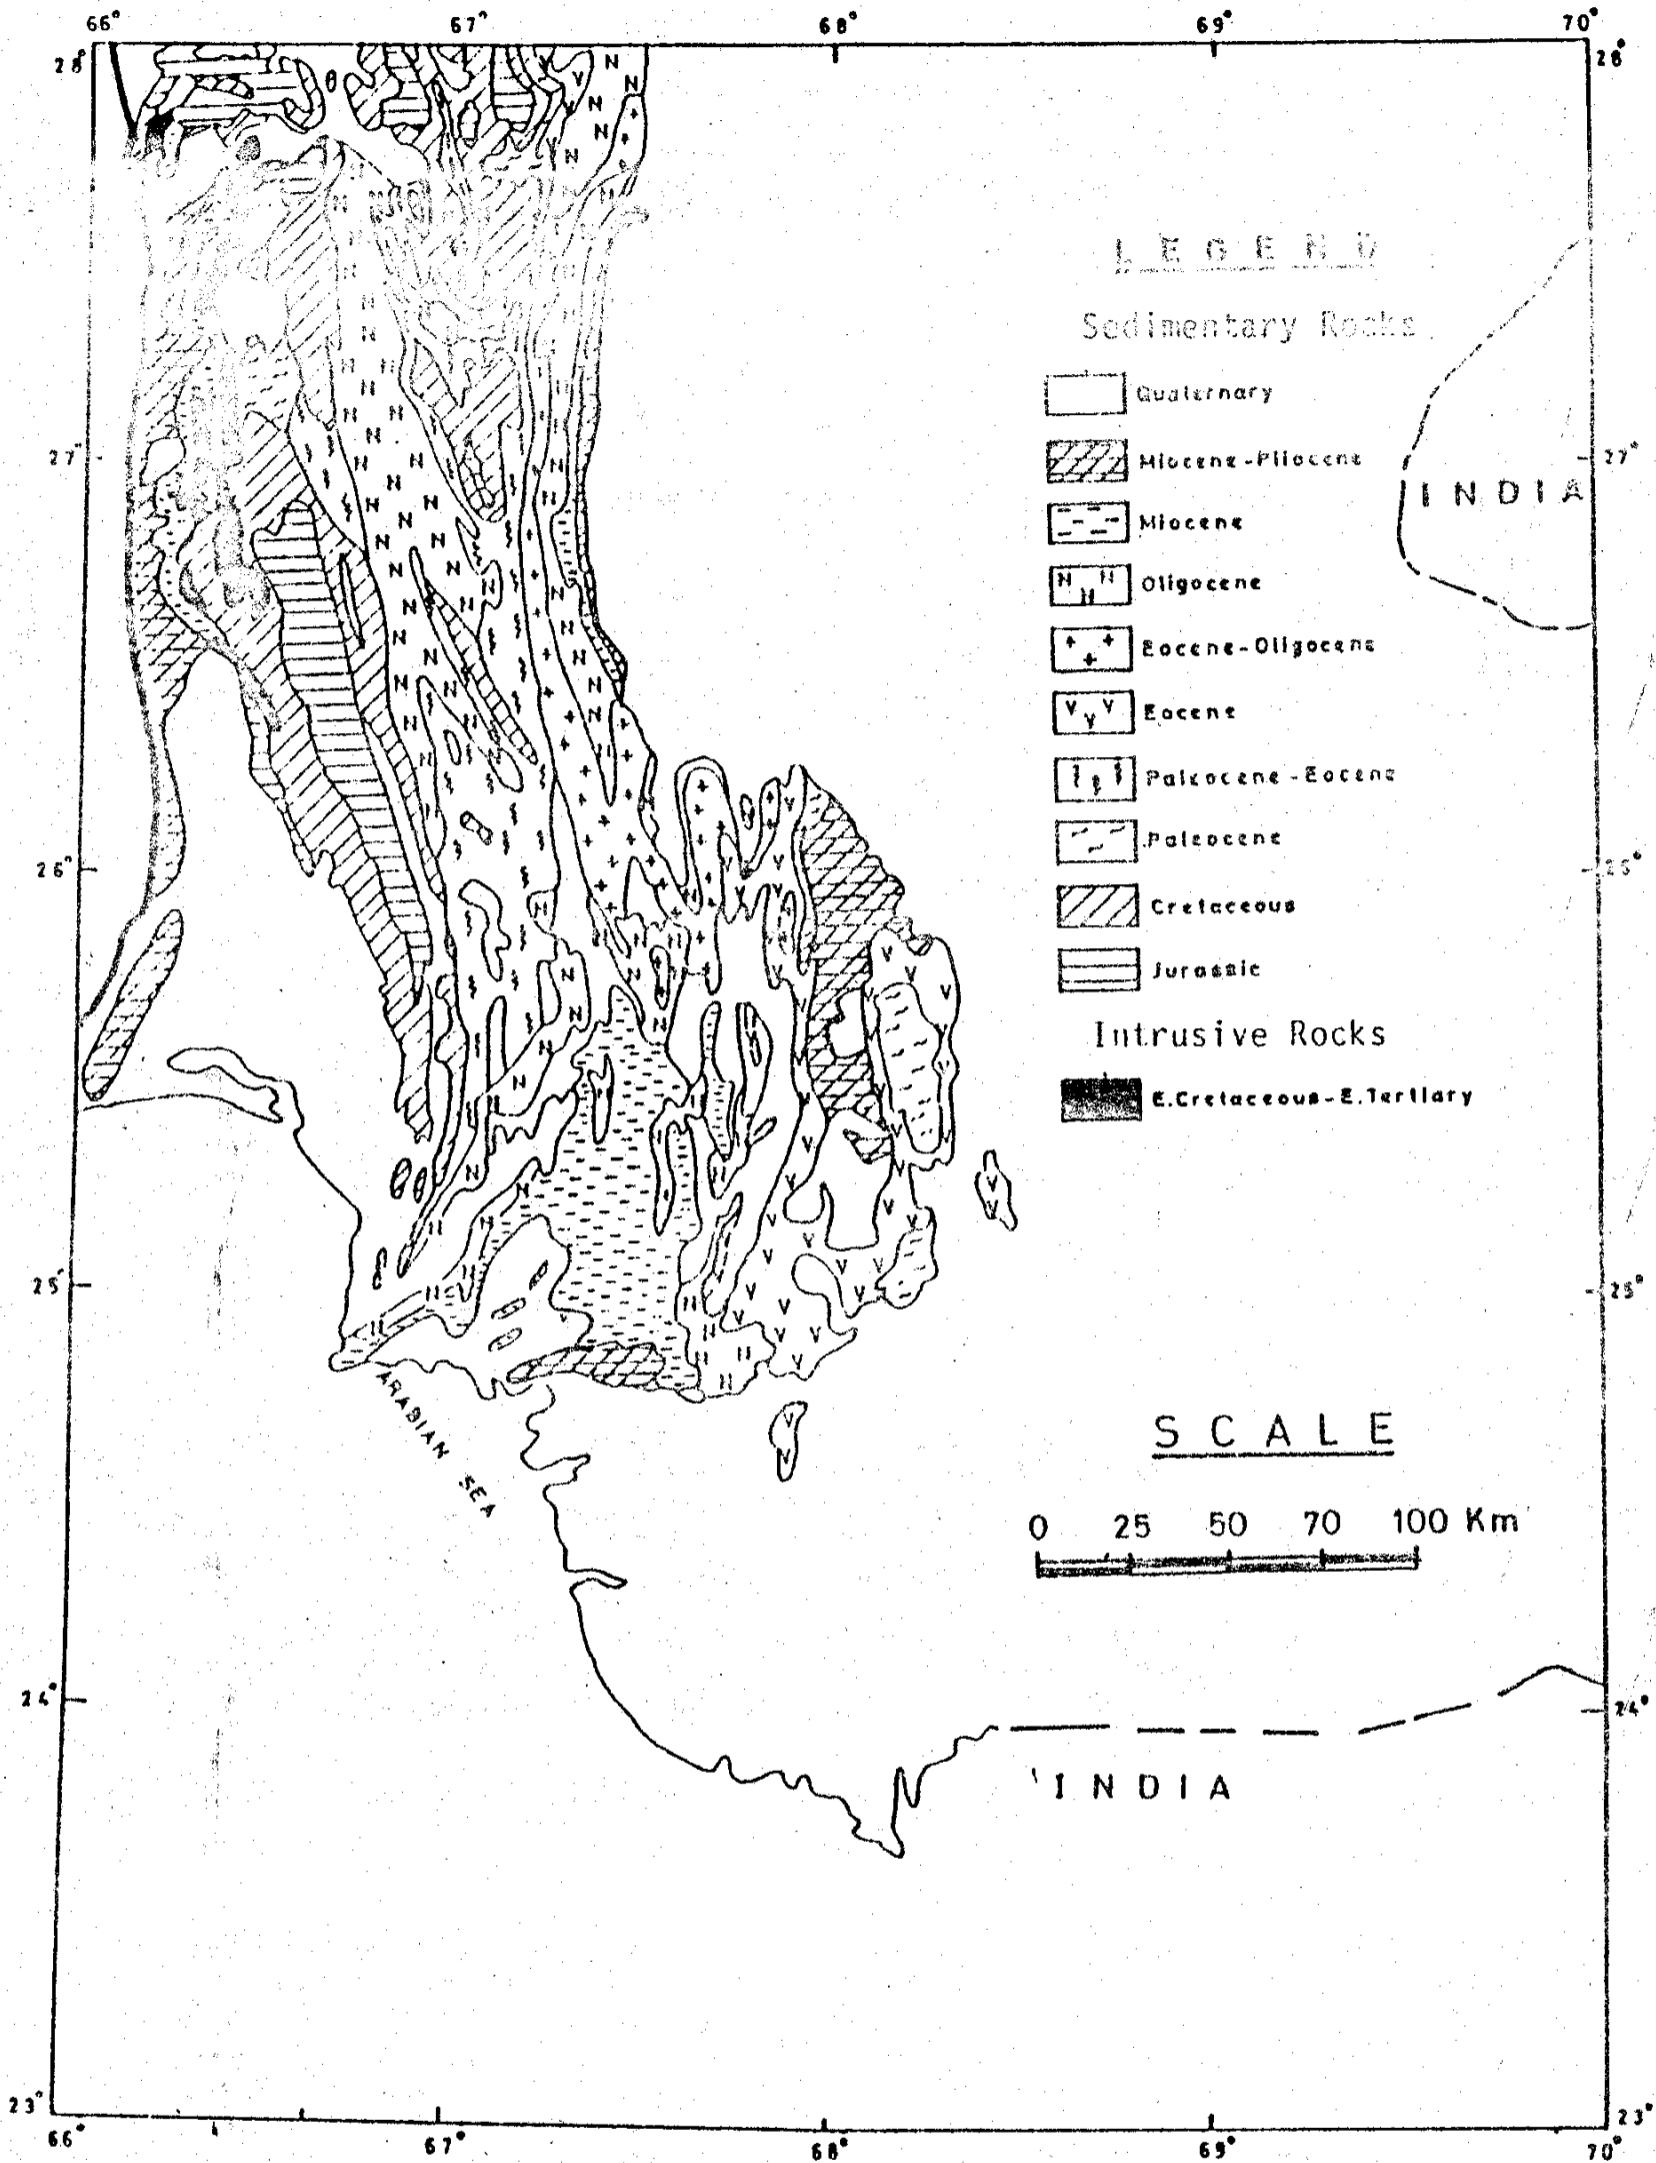 66° 67° 68° 69° 70°
28° 28°
LEGEND
Sedimentary Rocks
Quaternary
Miocene-Pliocene
27° 27°
INDIA
Miocene
Oligocene
Eocene-Oligocene
Eocene
Paleocene-Eocene
Paleocene
26° 26°
Cretaceous
Jurassic
Intrusive Rocks
E.Cretaceous-E.Tertiary
25° 25°
ARABIAN SEA
SCALE
0 25 50 70 100 Km
24° 24°
INDIA
23° 23°
66° 67° 68° 69° 70°